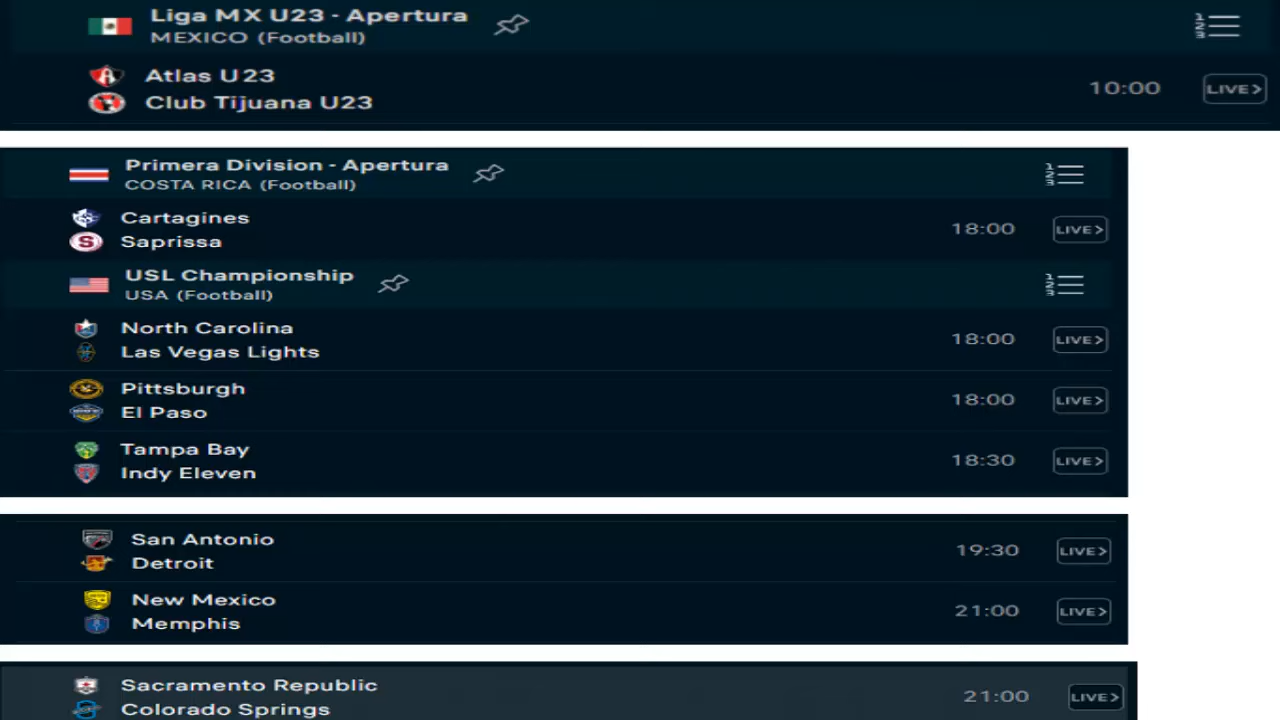 Liga MX U23 - Apertura
MEXICO (Football)
Atlas U23
Club Tijuana U23
10:00
LIVE>
Primera Division - Apertura
COSTA RICA (Football)
Cartagines
Saprissa
18:00
LIVE>
USL Championship
USA (Football)
North Carolina
Las Vegas Lights
18:00
LIVE>
Pittsburgh
El Paso
18:00
LIVE>
Tampa Bay
Indy Eleven
18:30
LIVE>
San Antonio
Detroit
19:30
LIVE>
New Mexico
Memphis
21:00
LIVE>
Sacramento Republic
Colorado Springs
21:00
LIVE>